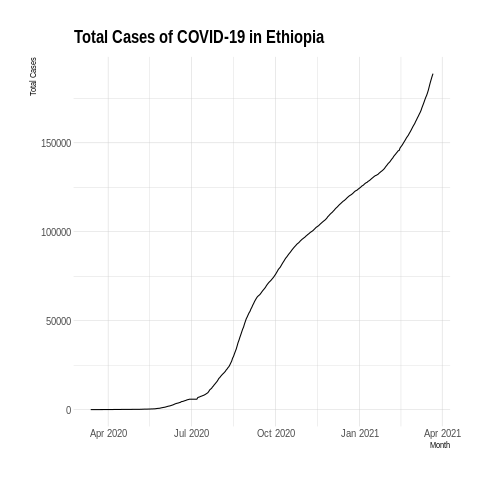 Total Cases of COVID-19 in Ethiopia
Total Cases
150000
100000
50000
0
Apr 2020 Jul 2020 Oct 2020 Jan 2021 Apr 2021
Month